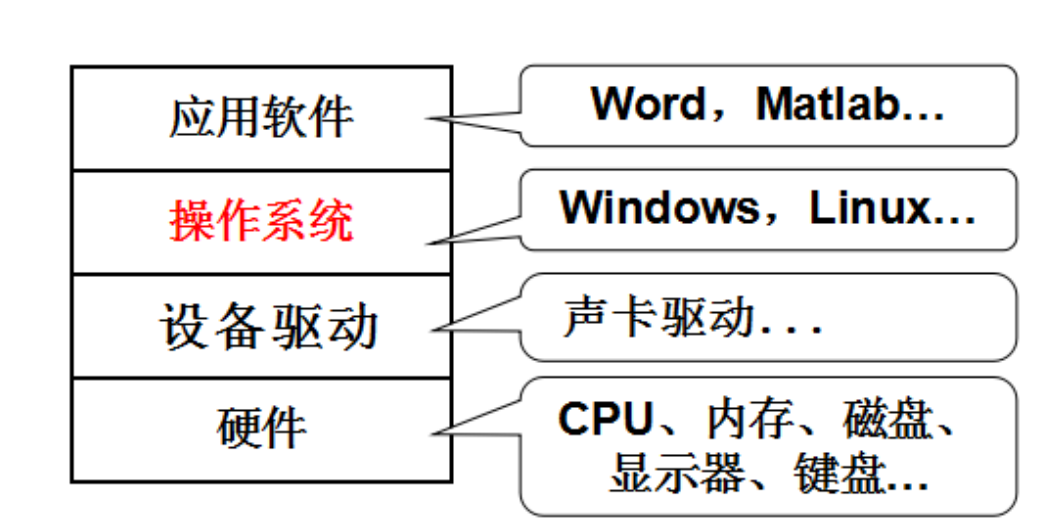 应用软件
Word，Matlab...
操作系统
Windows，Linux...
设备驱动
声卡驱动...
硬件
CPU、内存、磁盘、
显示器、键盘...